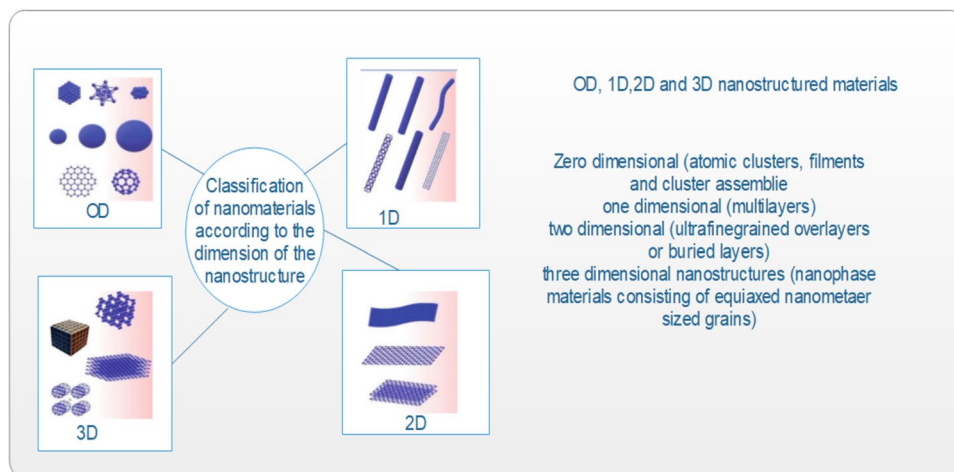 OD
1D
Classification
of nanomaterials
according to the
dimension of the
nanostructure
3D
2D
OD, 1D,2D and 3D nanostructured materials
Zero dimensional (atomic clusters, filments
and cluster assemblie
one dimensional (multilayers)
two dimensional (ultrafinegrained overlayers
or buried layers)
three dimensional nanostructures (nanophase
materials consisting of equiaxed nanometaer
sized grains)